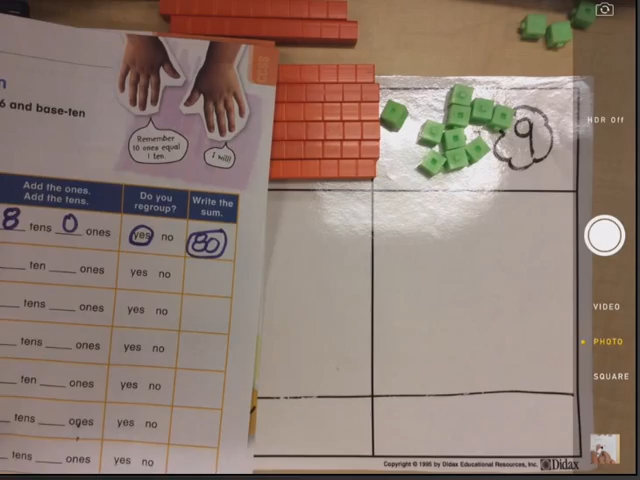 6 and base-ten
Remember
10 ones equal
1 ten.
I will!
Add the ones.
Add the tens.
Do you
regroup?
Write the
sum.
8 tens 0 ones
yes no
80
ten ones
yes no
tens ones
yes no
tens ones
yes no
ten ones
yes no
tens ones
yes no
tens ones
yes no
9
Copyright © 1995 by Didax Educational Resources, Inc. Didax
HDR Off
VIDEO
PHOTO
SQUARE